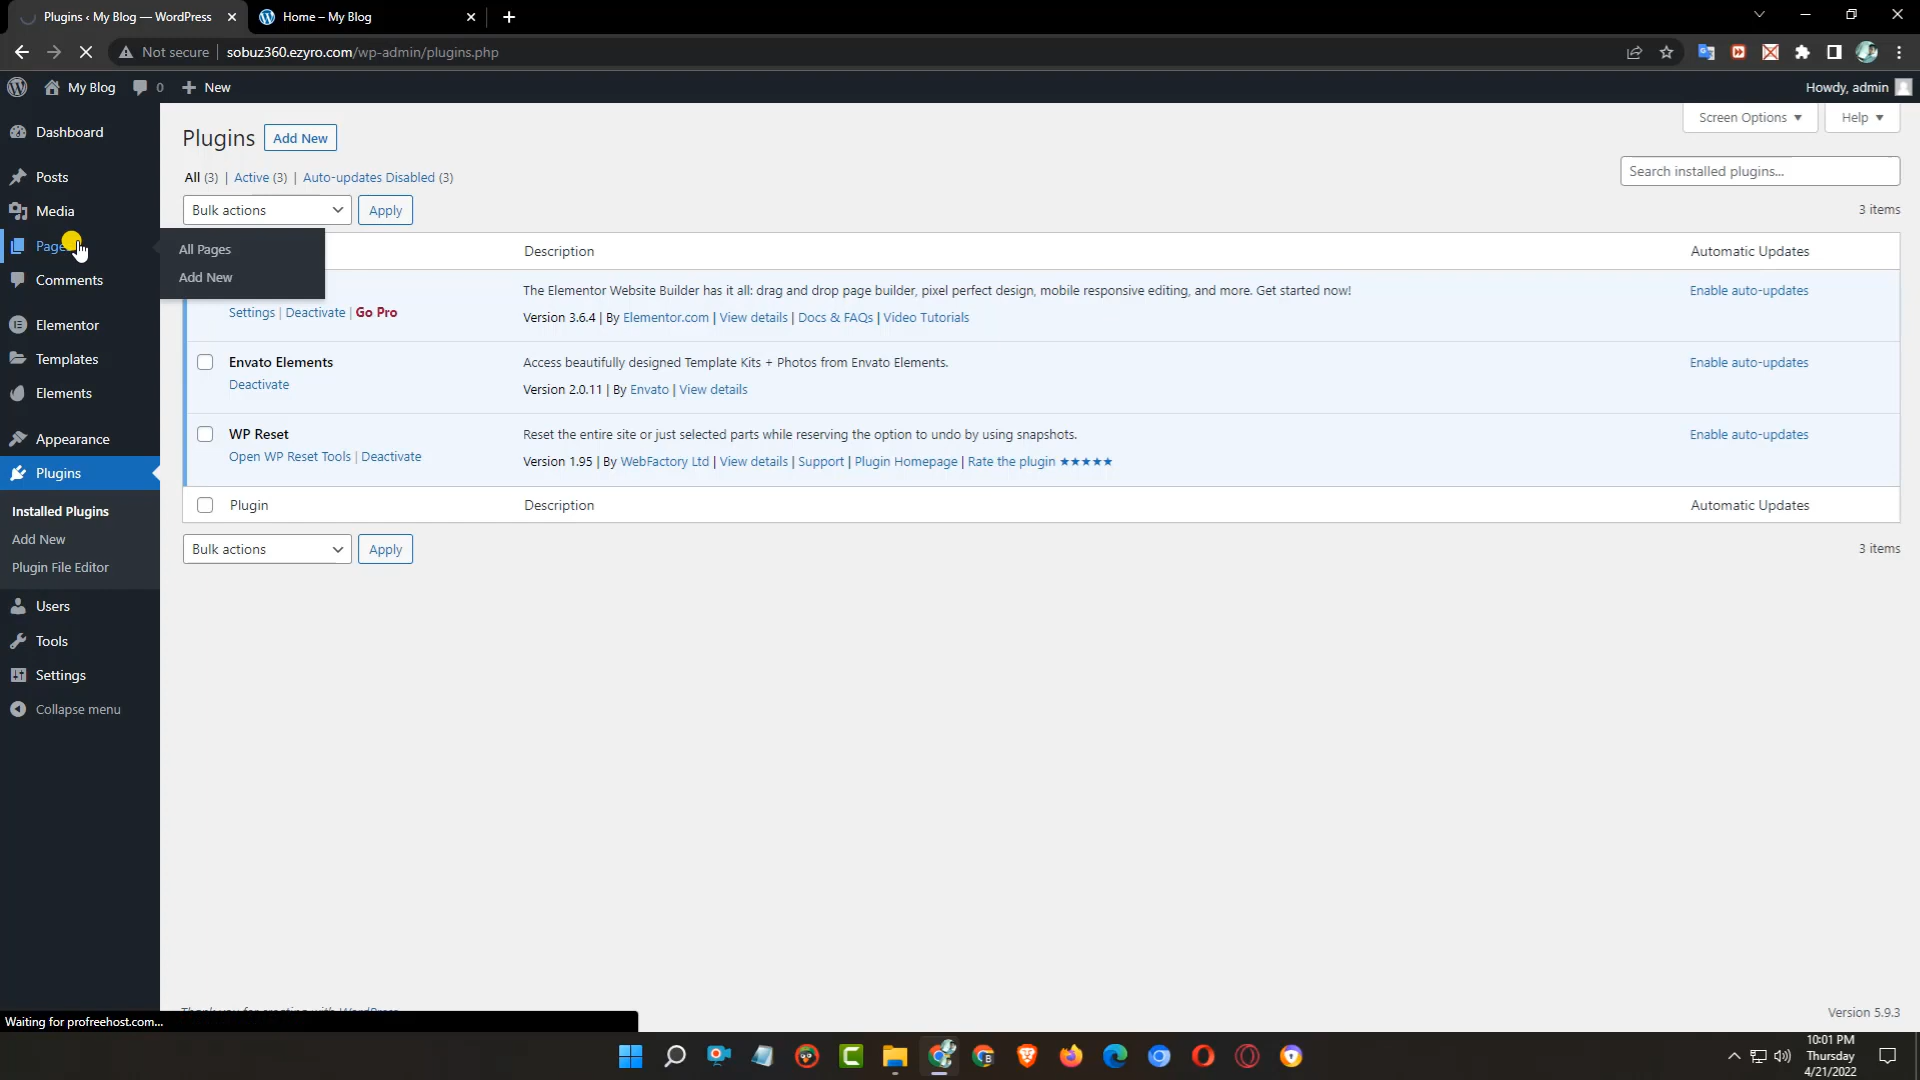 Plugins ‹ My Blog — WordPress
Home – My Blog
Not secure
sobuz360.ezyro.com/wp-admin/plugins.php
My Blog
0
New
Howdy, admin
Dashboard
Posts
Media
Comments
Elementor
Templates
Elements
Appearance
Plugins
Installed Plugins
Add New
Plugin File Editor
Users
Tools
Settings
Collapse menu
All Pages
Add New
Plugins
Add New
Screen Options
Help
All (3) | Active (3) | Auto-updates Disabled (3)
Search installed plugins...
Bulk actions
Apply
3 items
Description
Automatic Updates
The Elementor Website Builder has it all: drag and drop page builder, pixel perfect design, mobile responsive editing, and more. Get started now!
Enable auto-updates
Settings | Deactivate | Go Pro
Version 3.6.4 | By Elementor.com | View details | Docs & FAQs | Video Tutorials
Envato Elements
Access beautifully designed Template Kits + Photos from Envato Elements.
Enable auto-updates
Deactivate
Version 2.0.11 | By Envato | View details
WP Reset
Reset the entire site or just selected parts while reserving the option to undo by using snapshots.
Enable auto-updates
Open WP Reset Tools | Deactivate
Version 1.95 | By WebFactory Ltd | View details | Support | Plugin Homepage | Rate the plugin ★★★★★
Plugin
Description
Automatic Updates
Bulk actions
Apply
3 items
Version 5.9.3
Waiting for profreehost.com...
10:01 PM
Thursday
4/21/2022